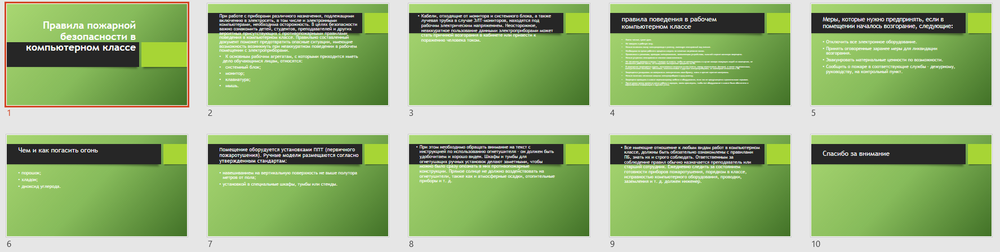 Правила пожарной
безопасности в
компьютерном классе
1
При работе с приборами различного назначения, подлежащими
включению в электросеть, в том числе и электронными
компьютерами, необходима осторожность. В целях безопасности
важно ознакомить детей, студентов, преподавателей и других
вероятных присутствующих с противопожарными правилами
поведения в компьютерном классе. Правильно составленный
документ поможет предотвратить опасные ситуации, имеющие
возможность возникнуть при неаккуратном поведении в рабочем
помещении с электроприборами.
• К основным рабочим агрегатам, с которыми приходится иметь
дело обучающимся лицам, относятся:
• системный блок;
• монитор;
• клавиатура;
• мышь.
2
• Кабели, отходящие от монитора и системного блока, а также
лучевая трубка в случае ЭЛТ-мониторов, находятся под
рабочим электрическим напряжением. Неосторожное,
неаккуратное пользование данными электроприборами может
стать причиной возгорания в кабинете или привести к
поражению человека током.
3
правила поведения в рабочем
компьютерном классе
4
Меры, которые нужно предпринять, если в
помещении началось возгорание, следующие:
• Отключить все электронное оборудование.
• Принять оговоренные заранее меры для ликвидации
возгорания.
• Эвакуировать материальные ценности по возможности.
• Сообщить о пожаре в соответствующие службы – дежурному,
руководству, на контрольный пункт.
5
Чем и как погасить огонь
• порошок;
• хладон;
• диоксид углерода.
6
Помещение оборудуется установками ППТ (первичного
пожаротушения). Ручные модели размещаются согласно
утвержденным стандартам:
• навешиванием на вертикальную поверхность не выше полутора
метров от пола;
• установкой в специальные шкафы, тумбы или стенды.
7
• При этом необходимо обращать внимание на текст с
инструкцией по использованию огнетушителя – он должен быть
удобочитаем и хорошо виден. Шкафы и тумбы для
огнетушащих ручных установок делают заметными, чтобы
можно было сразу опознать в них противопожарные
конструкции. Прямое солнце не должно воздействовать на
огнетушители, также как и атмосферные осадки, отопительные
приборы и т. д.
8
• Все имеющие отношение к любым видам работ в компьютерном
классе, должны быть обязательно ознакомлены с правилами
ПБ, знать их и строго соблюдать. Ответственным за
соблюдение правил обычно назначается преподаватель или
старший сотрудник. Ежедневно следить за состоянием
готовности приборов пожаротушения, порядком в классе,
исправностью компьютерного оборудования, проводки,
заземления и т. д. должен инженер.
9
Спасибо за внимание
10